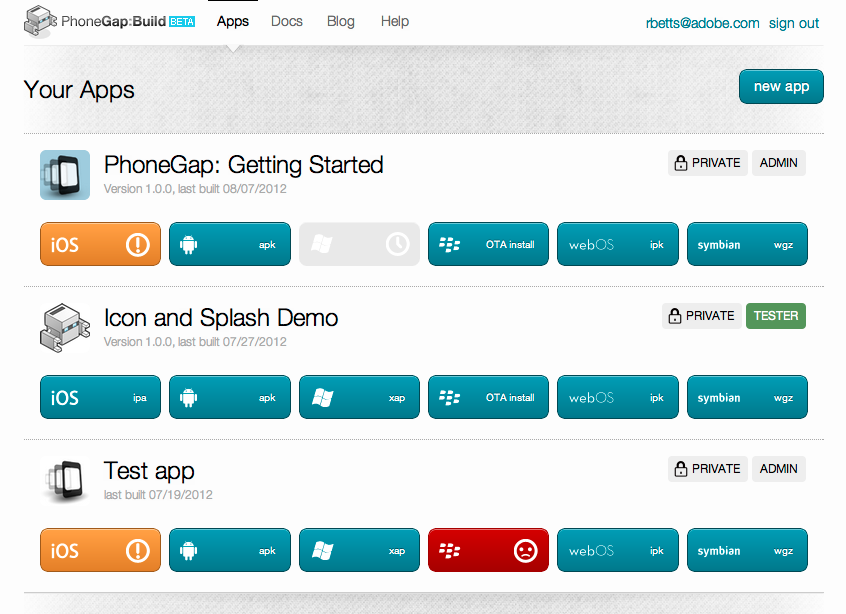 PhoneGap:Build BETA Apps Docs Blog Help rbetts@adobe.com sign out
Your Apps new app
PhoneGap: Getting Started PRIVATE ADMIN
Version 1.0.0, last built 08/07/2012
iOS apk OTA install webOS ipk symbian wgz
Icon and Splash Demo PRIVATE TESTER
Version 1.0.0, last built 07/27/2012
iOS ipa apk xap OTA install webOS ipk symbian wgz
Test app PRIVATE ADMIN
last built 07/19/2012
iOS apk xap webOS ipk symbian wgz